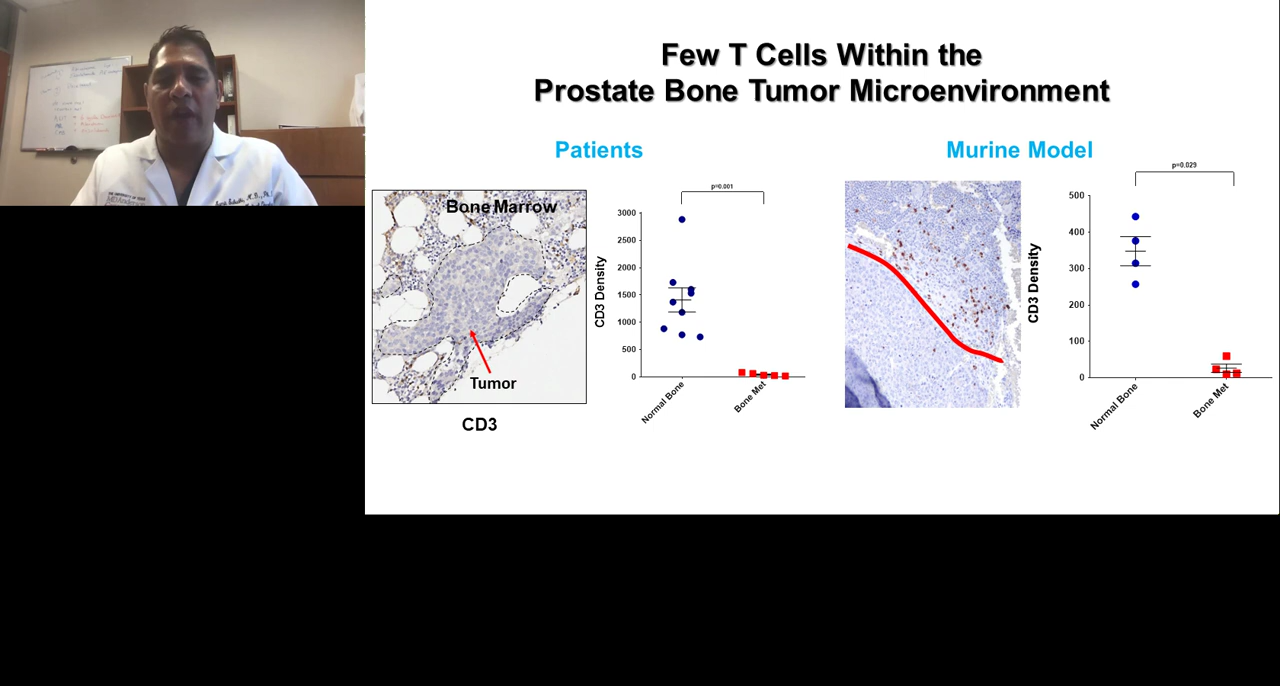 Few T Cells Within the
Prostate Bone Tumor Microenvironment
Patients
Murine Model
Bone Marrow
Tumor
CD3
p=0.001
CD3 Density
3000
2500
2000
1500
1000
500
0
Normal Bone
Bone Met
p=0.029
CD3 Density
500
400
300
200
100
0
Normal Bone
Bone Met